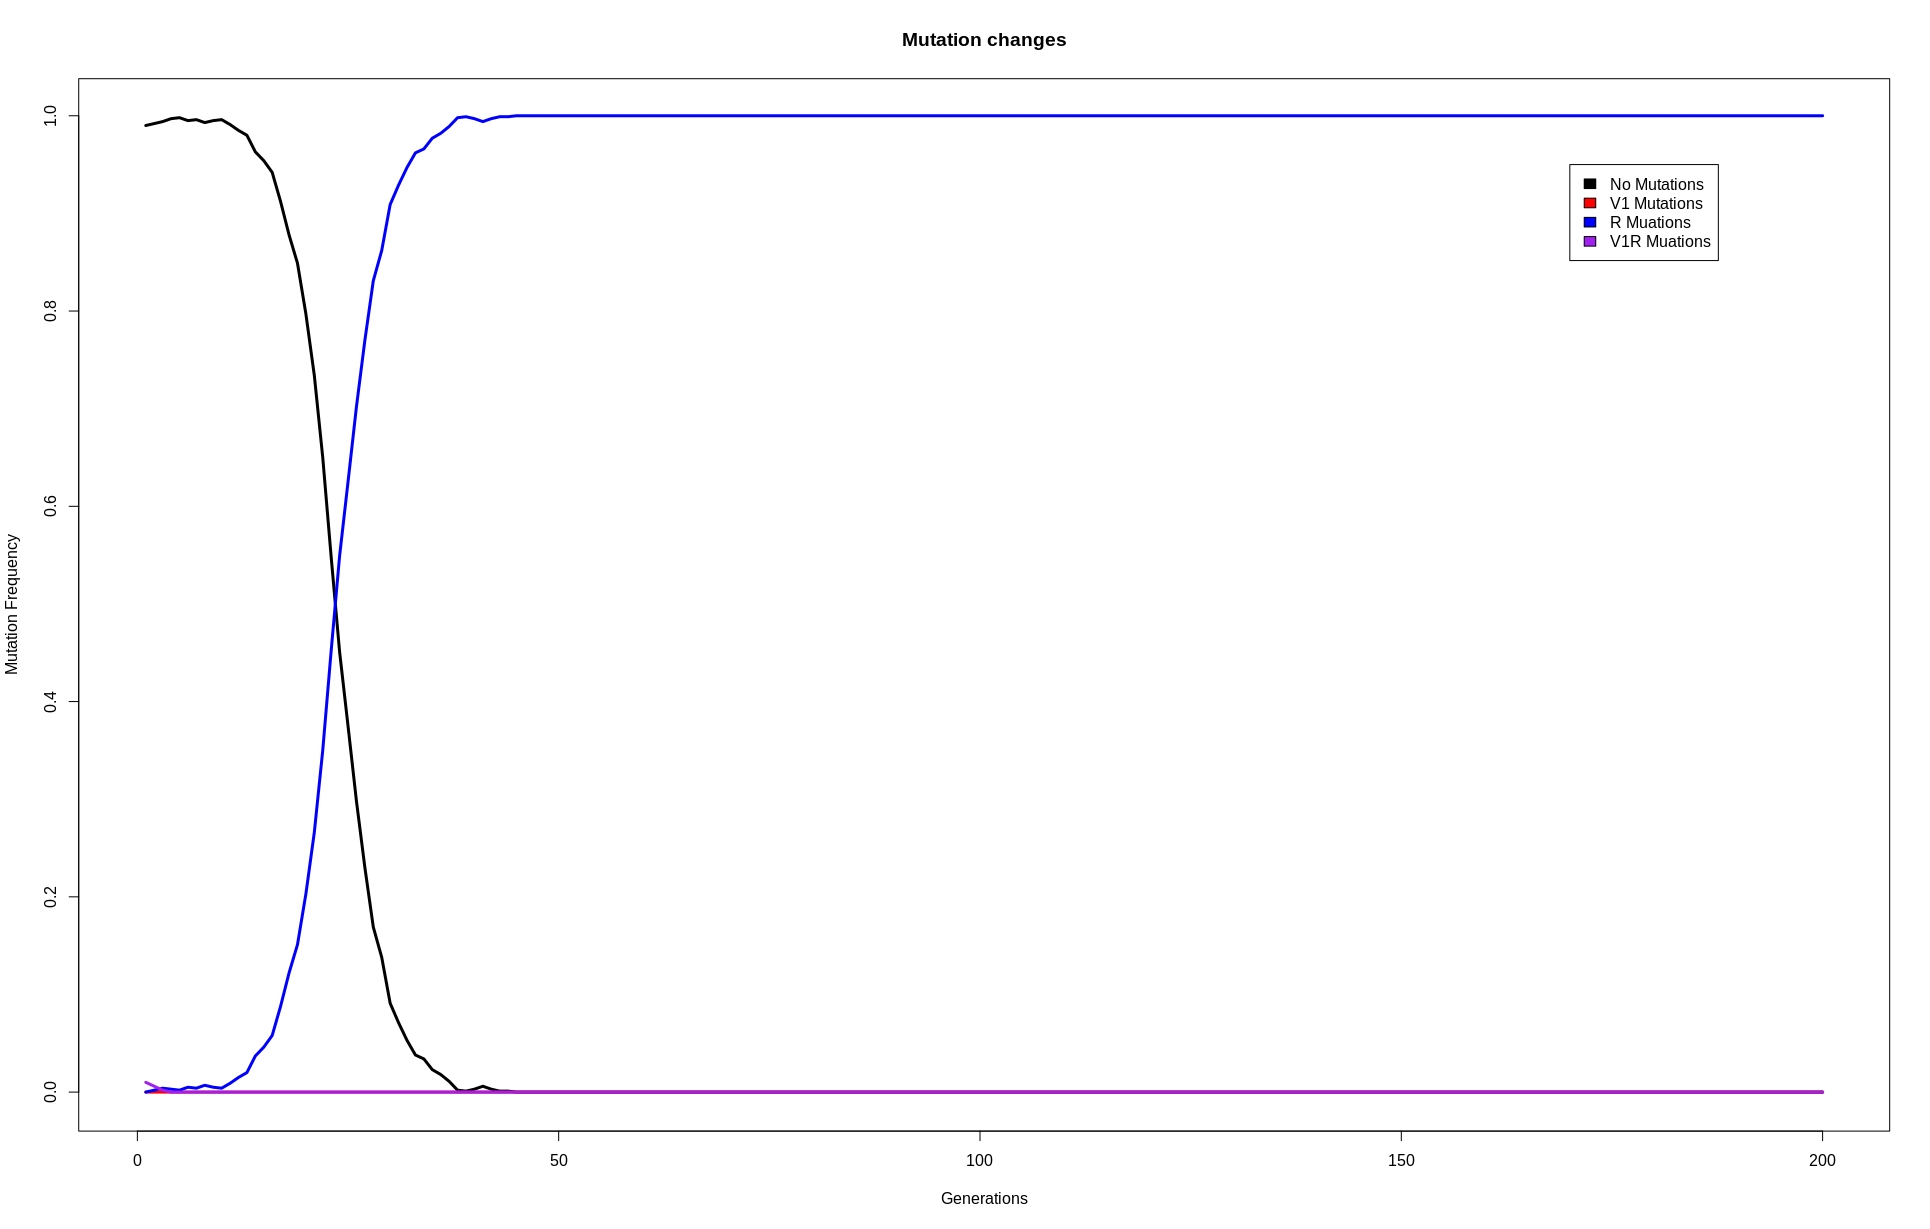 Mutation changes
1.0
0.8
0.6
0.4
0.2
0.0
Mutation Frequency
No Mutations
V1 Mutations
R Muations
V1R Muations
0
50
100
150
200
Generations